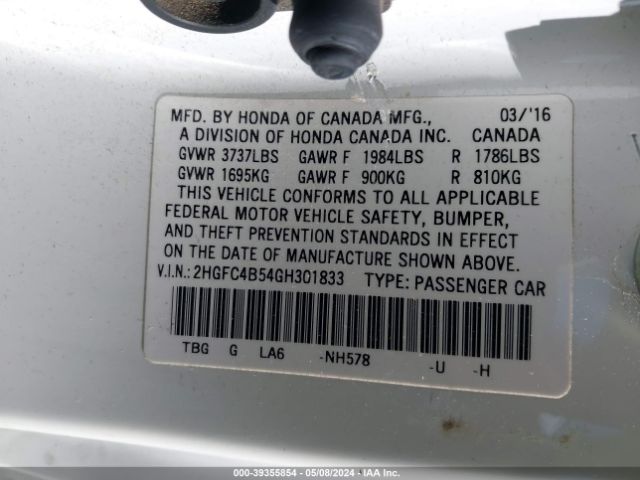 MFD. BY HONDA OF CANADA MFG., 03/'16
A DIVISION OF HONDA CANADA INC. CANADA
GVWR 3737LBS GAWR F 1984LBS R 1786LBS
GVWR 1695KG GAWR F 900KG R 810KG
THIS VEHICLE CONFORMS TO ALL APPLICABLE
FEDERAL MOTOR VEHICLE SAFETY, BUMPER,
AND THEFT PREVENTION STANDARDS IN EFFECT
ON THE DATE OF MANUFACTURE SHOWN ABOVE.
V.I.N.: 2HGFC4B54GH301833 TYPE: PASSENGER CAR
TBG G LA6 -NH578 -U -H
000-39355854 - 05/08/2024 - IAA Inc.